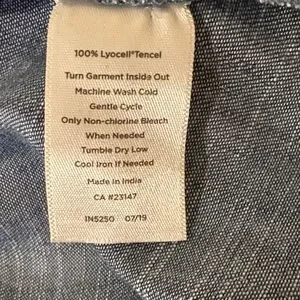 100% Lyocell®Tencel
Turn Garment Inside Out
Machine Wash Cold
Gentle Cycle
Only Non-chlorine Bleach
When Needed
Tumble Dry Low
Cool Iron If Needed
Made in India
CA #23147
IN5250 07/19